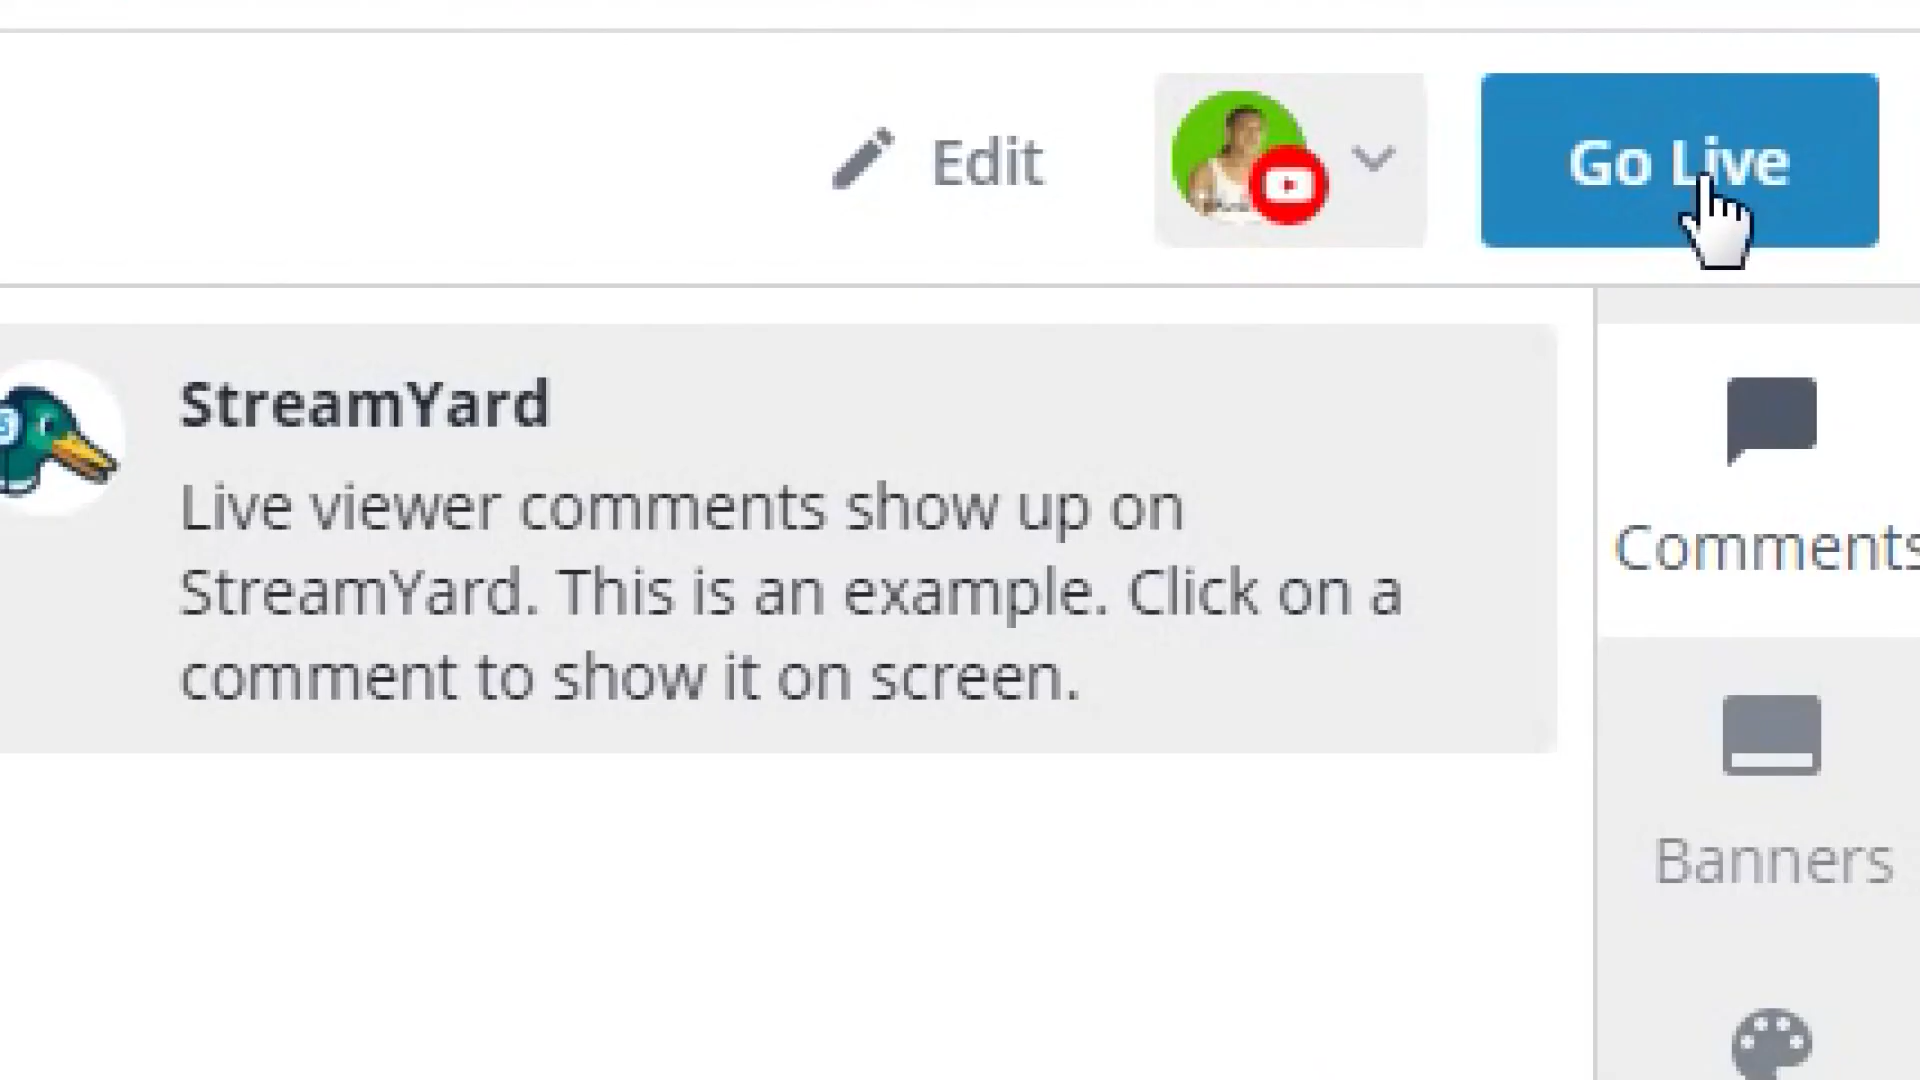 Edit
Go Live
StreamYard
Live viewer comments show up on
StreamYard. This is an example. Click on a
comment to show it on screen.
Comments
Banners